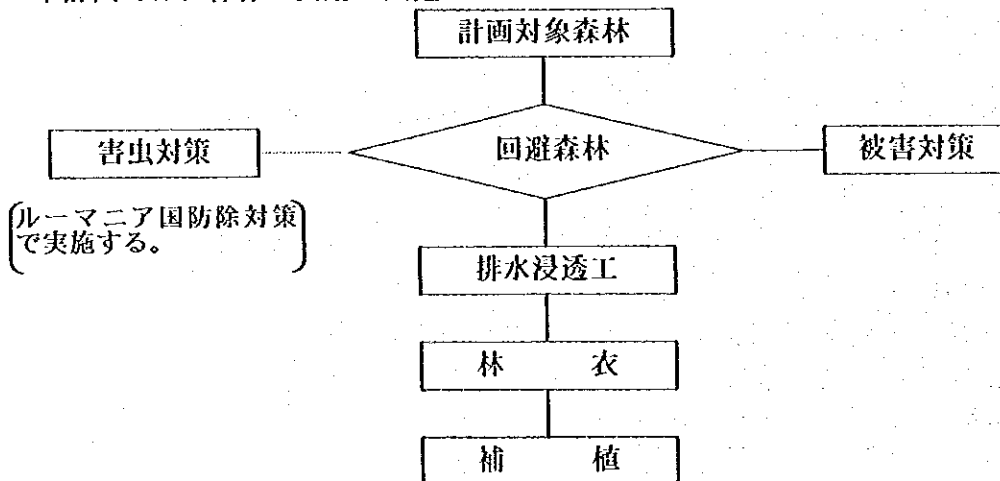 計画対象森林
害虫対策
回避森林
被害対策
ルーマニア国防除対策
で実施する。
排水浸透工
林 衣
補 植